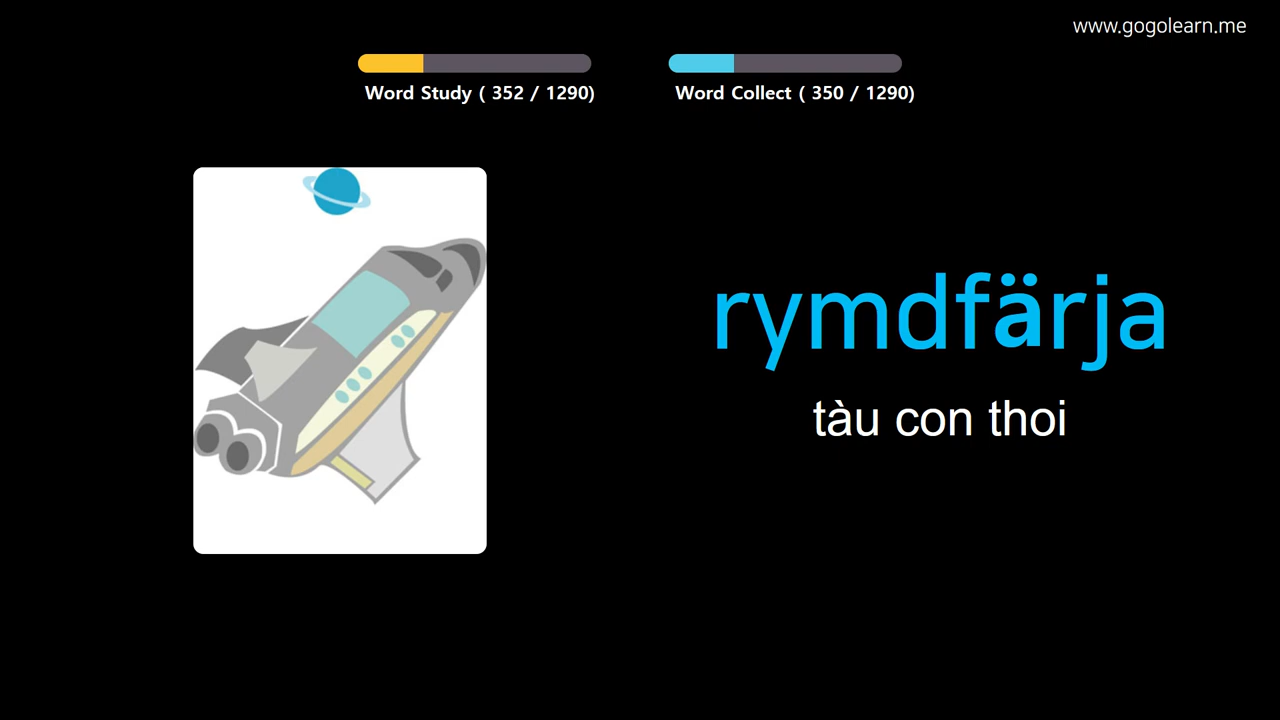 www.gogolearn.me
Word Study ( 352 / 1290)
Word Collect ( 350 / 1290)
rymdfärja
tàu con thoi